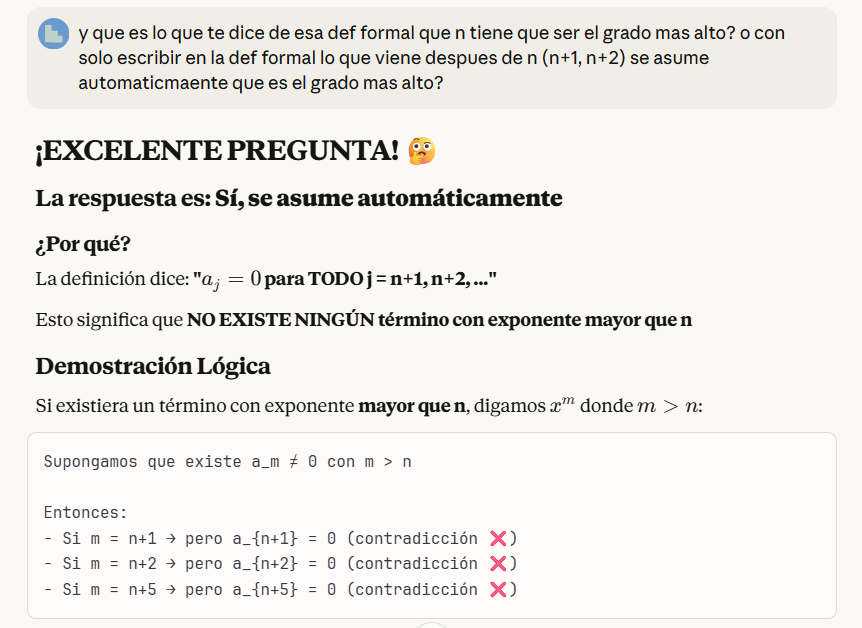 y que es lo que te dice de esa def formal que n tiene que ser el grado mas alto? o con
solo escribir en la def formal lo que viene despues de n (n+1, n+2) se asume
automaticmaente que es el grado mas alto?
¡EXCELENTE PREGUNTA! 🤔
La respuesta es: Sí, se asume automáticamente
¿Por qué?
La definición dice: "a_j = 0 para TODO j = n+1, n+2, ..."
Esto significa que NO EXISTE NINGÚN término con exponente mayor que n
Demostración Lógica
Si existiera un término con exponente mayor que n, digamos x^m donde m > n:
Supongamos que existe a_m ≠ 0 con m > n
Entonces:
- Si m = n+1 → pero a_{n+1} = 0 (contradicción ❌)
- Si m = n+2 → pero a_{n+2} = 0 (contradicción ❌)
- Si m = n+5 → pero a_{n+5} = 0 (contradicción ❌)